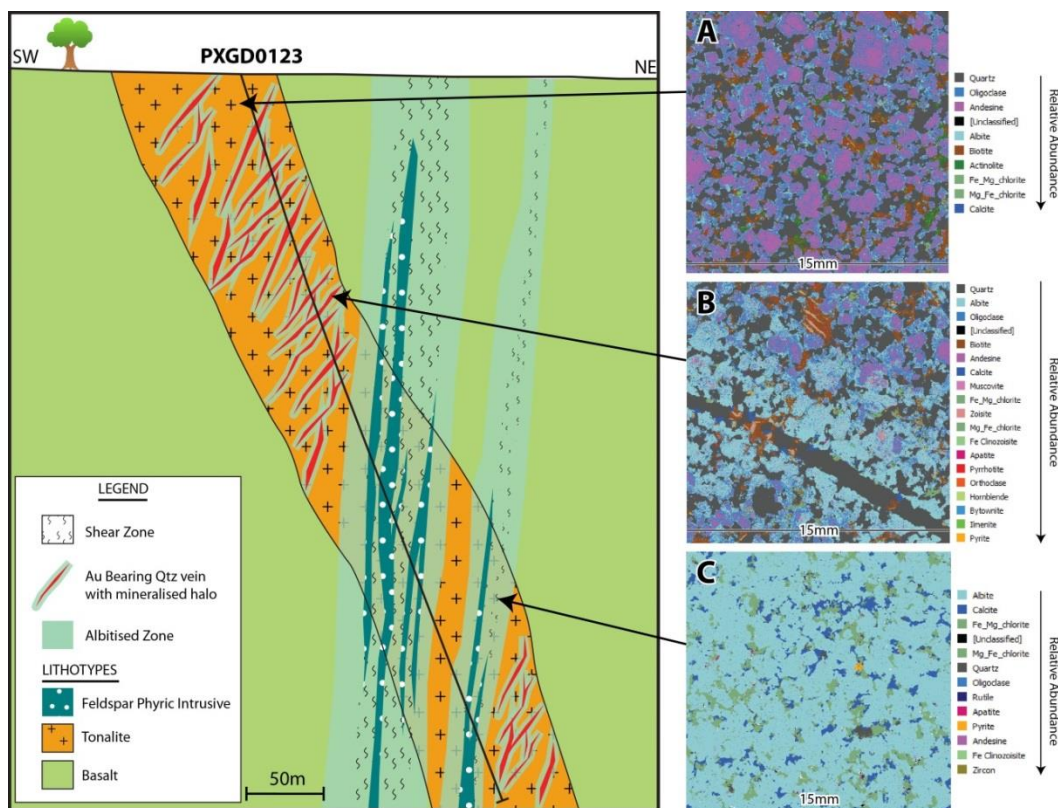 SW
PXGD0123
NE
LEGEND
Shear Zone
Au Bearing Qtz vein
with mineralised halo
Albitised Zone
LITHOTYPES
Feldspar Phyric Intrusive
Tonalite
Basalt
50m
A
15mm
Quartz
Oligoclase
Andesine
[Unclassified]
Albite
Biotite
Actinolite
Fe_Mg_chlorite
Mg_Fe_chlorite
Calcite
Relative Abundance
B
15mm
Quartz
Albite
Oligoclase
[Unclassified]
Biotite
Andesine
Calcite
Muscovite
Fe_Mg_chlorite
Zoisite
Mg_Fe_chlorite
Fe Clinozoisite
Apatite
Pyrrhotite
Orthoclase
Hornblende
Bytownite
Ilmenite
Pyrite
Relative Abundance
C
15mm
Albite
Calcite
Fe_Mg_chlorite
[Unclassified]
Mg_Fe_chlorite
Quartz
Oligoclase
Rutile
Apatite
Pyrite
Andesine
Fe Clinozoisite
Zircon
Relative Abundance